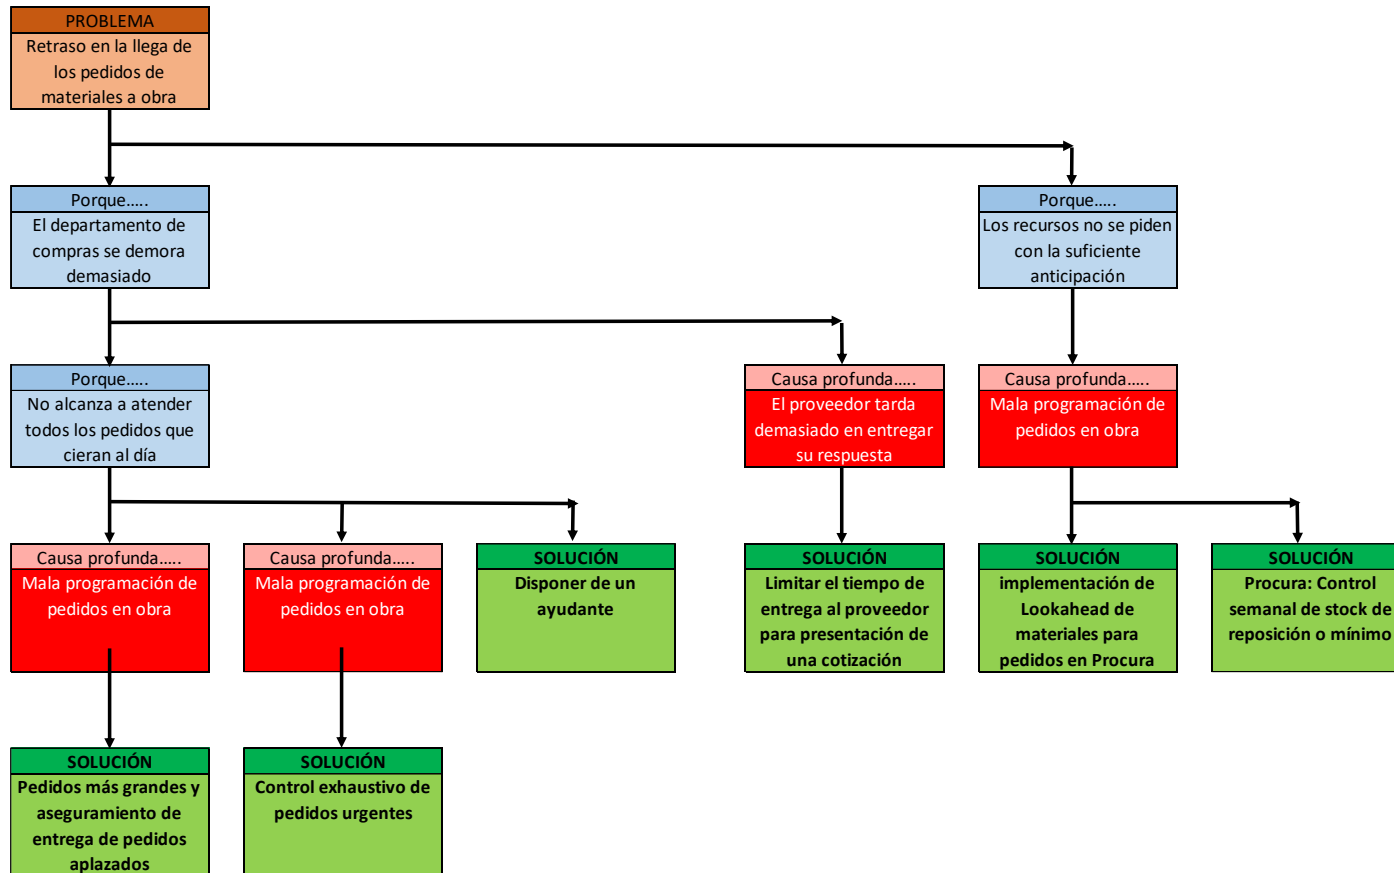 PROBLEMA
Retraso en la llega de
los pedidos de
materiales a obra
Porque.....
El departamento de
compras se demora
demasiado
Porque.....
Los recursos no se piden
con la suficiente
anticipación
Porque.....
No alcanza a atender
todos los pedidos que
cieran al día
Causa profunda.....
El proveedor tarda
demasiado en entregar
su respuesta
Causa profunda.....
Mala programación de
pedidos en obra
Causa profunda.....
Mala programación de
pedidos en obra
Causa profunda.....
Mala programación de
pedidos en obra
SOLUCIÓN
Disponer de un
ayudante
SOLUCIÓN
Limitar el tiempo de
entrega al proveedor
para presentación de
una cotización
SOLUCIÓN
implementación de
Lookahead de
materiales para
pedidos en Procura
SOLUCIÓN
Procura: Control
semanal de stock de
reposición o mínimo
SOLUCIÓN
Pedidos más grandes y
aseguramiento de
entrega de pedidos
aplazados
SOLUCIÓN
Control exhaustivo de
pedidos urgentes